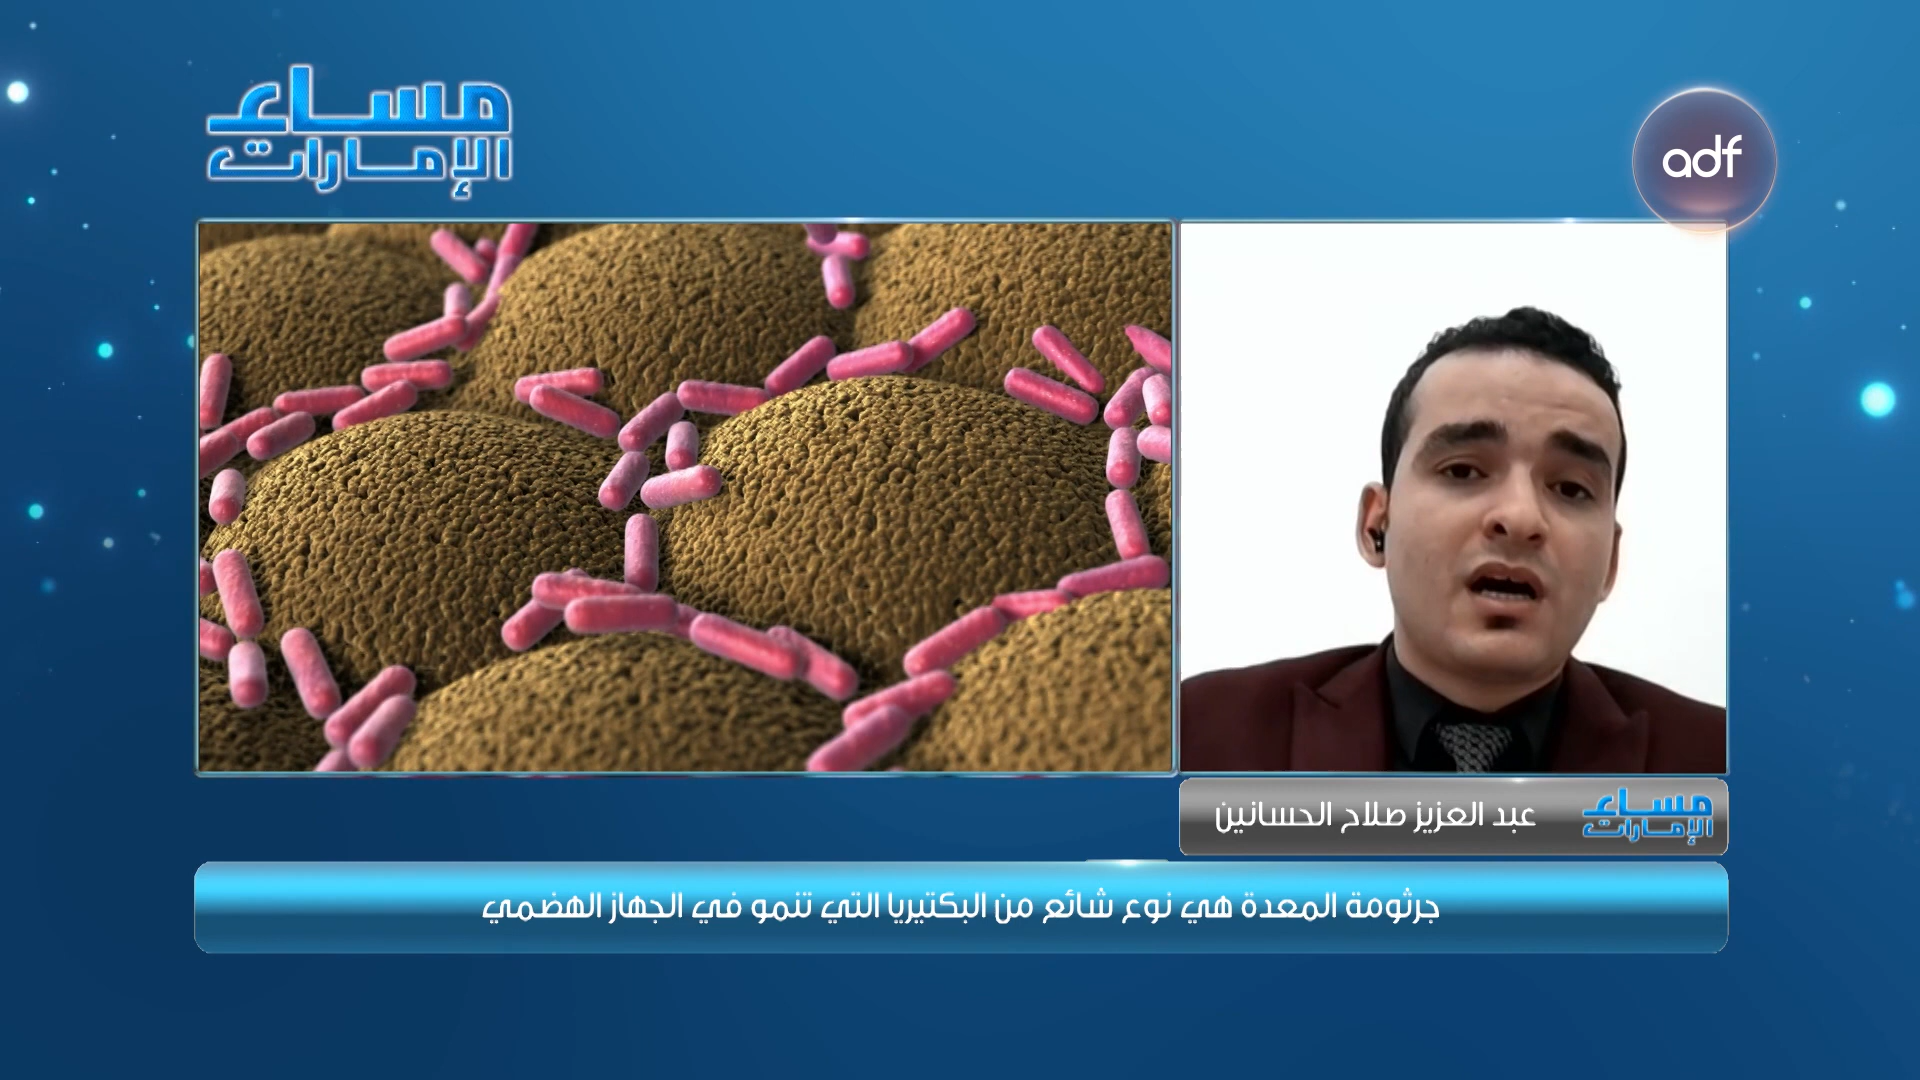 مساء
الإمارات
adf
عبد العزيز صلاح الحسانين
مساء
الإمارات
جرثومة المعدة هي نوع شائع من البكتيريا التي تنمو في الجهاز الهضمي